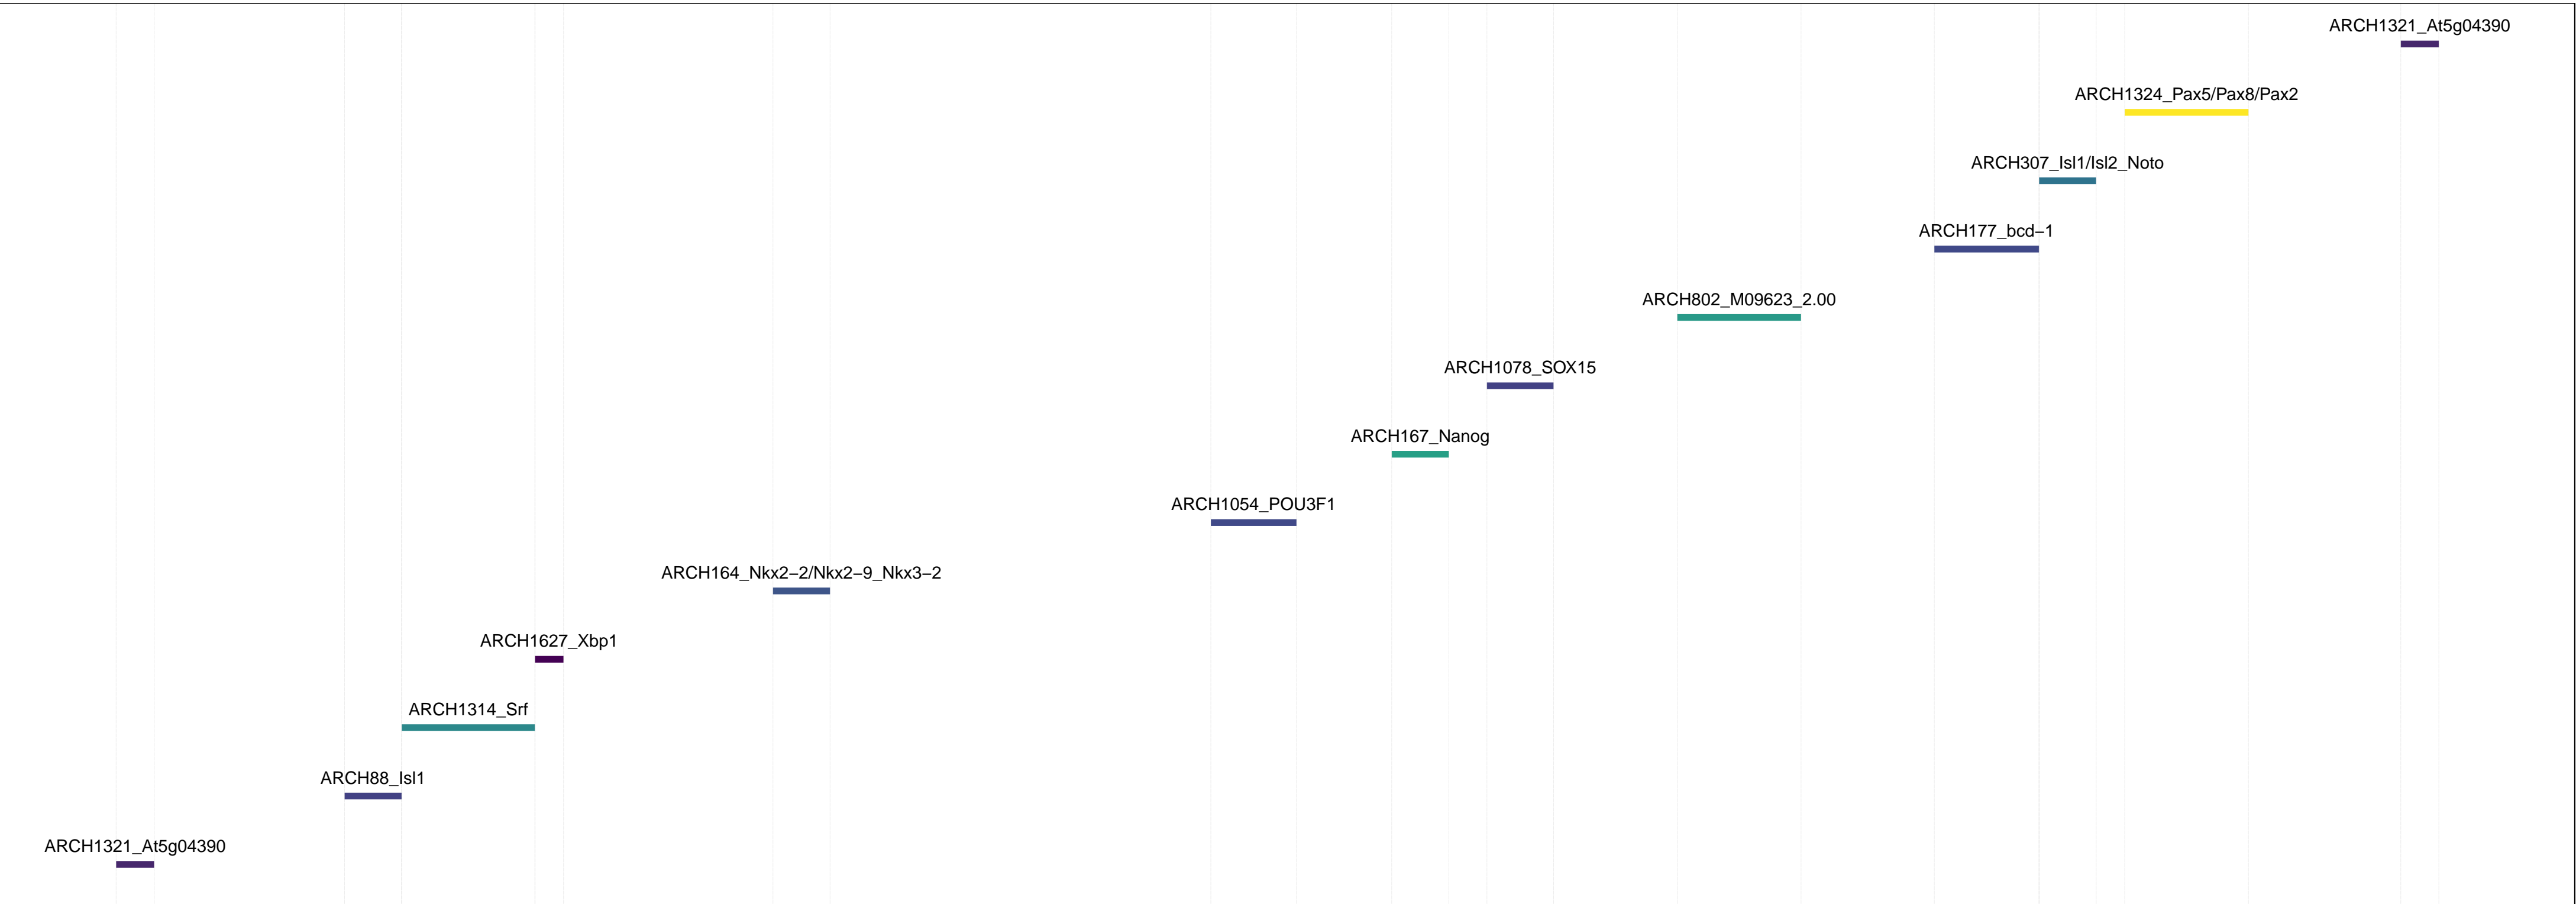 ARCH1321_At5g04390
ARCH1324_Pax5/Pax8/Pax2
ARCH307_Isl1/Isl2_Noto
ARCH177_bcd−1
ARCH802_M09623_2.00
ARCH1078_SOX15
ARCH167_Nanog
ARCH1054_POU3F1
ARCH164_Nkx2−2/Nkx2−9_Nkx3−2
ARCH1627_Xbp1
ARCH1314_Srf
ARCH88_Isl1
ARCH1321_At5g04390